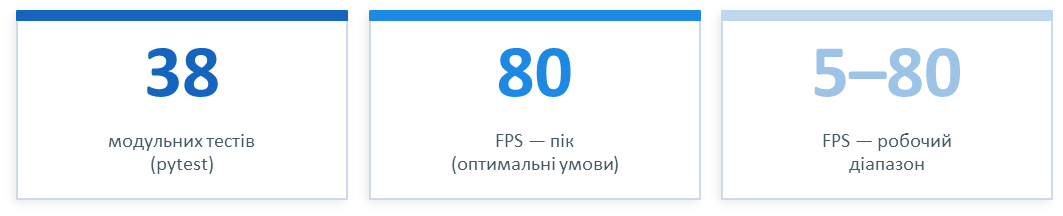 38
модульних тестів
(pytest)
80
FPS — пік
(оптимальні умови)
5–80
FPS — робочий
діапазон